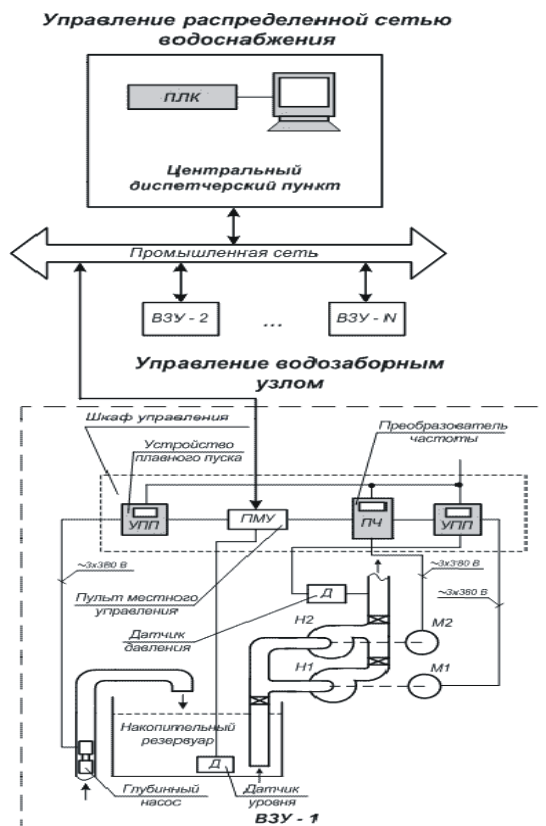 Управление распределенной сетью
водоснабжения
ПЛК
Центральный
диспетчерский пункт
Промышленная сеть
ВЗУ - 2
...
ВЗУ - N
Управление водозаборным
узлом
Шкаф управления
Преобразователь
частоты
Устройство
плавного пуска
УПП
ПМУ
ПЧ
УПП
~3х380 В
~3х380 В
~3х380 В
Пульт местного
управления
Д
Датчик
давления
Н2
М2
Н1
М1
Накопительный
резервуар
Д
Глубинный
насос
Датчик
уровня
ВЗУ - 1